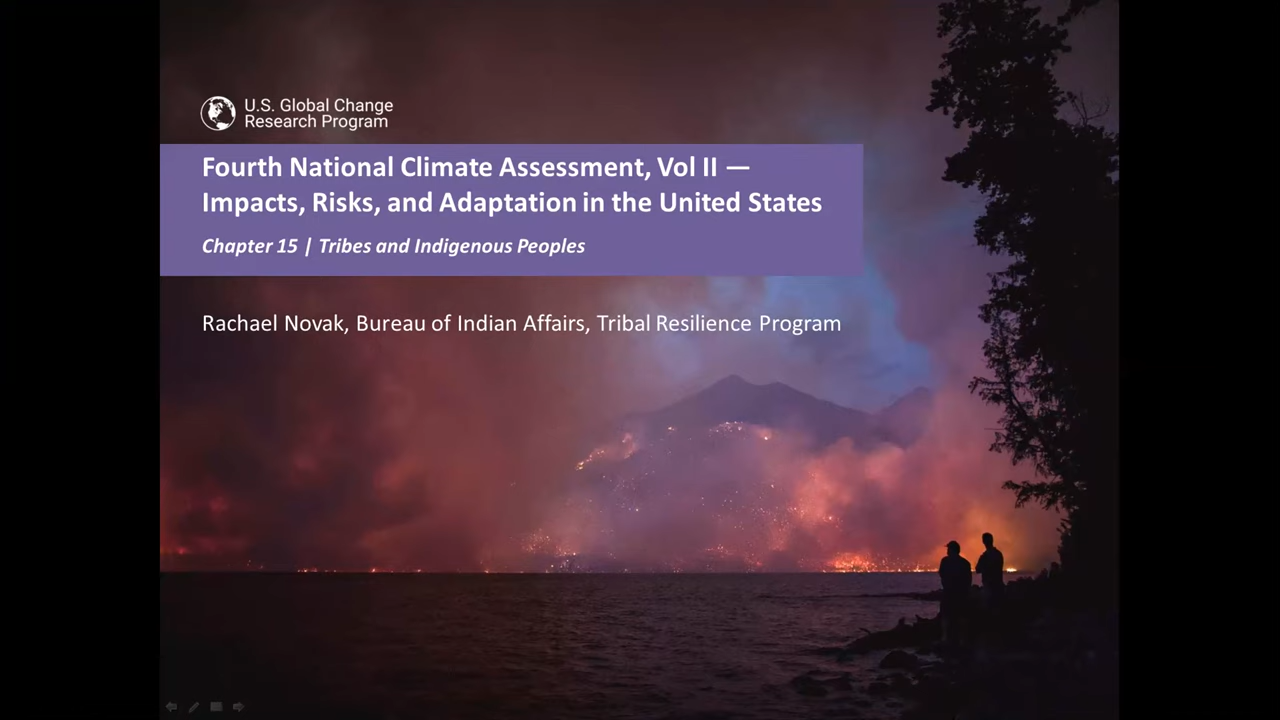 U.S. Global Change
Research Program
Fourth National Climate Assessment, Vol II —
Impacts, Risks, and Adaptation in the United States
Chapter 15 | Tribes and Indigenous Peoples
Rachael Novak, Bureau of Indian Affairs, Tribal Resilience Program